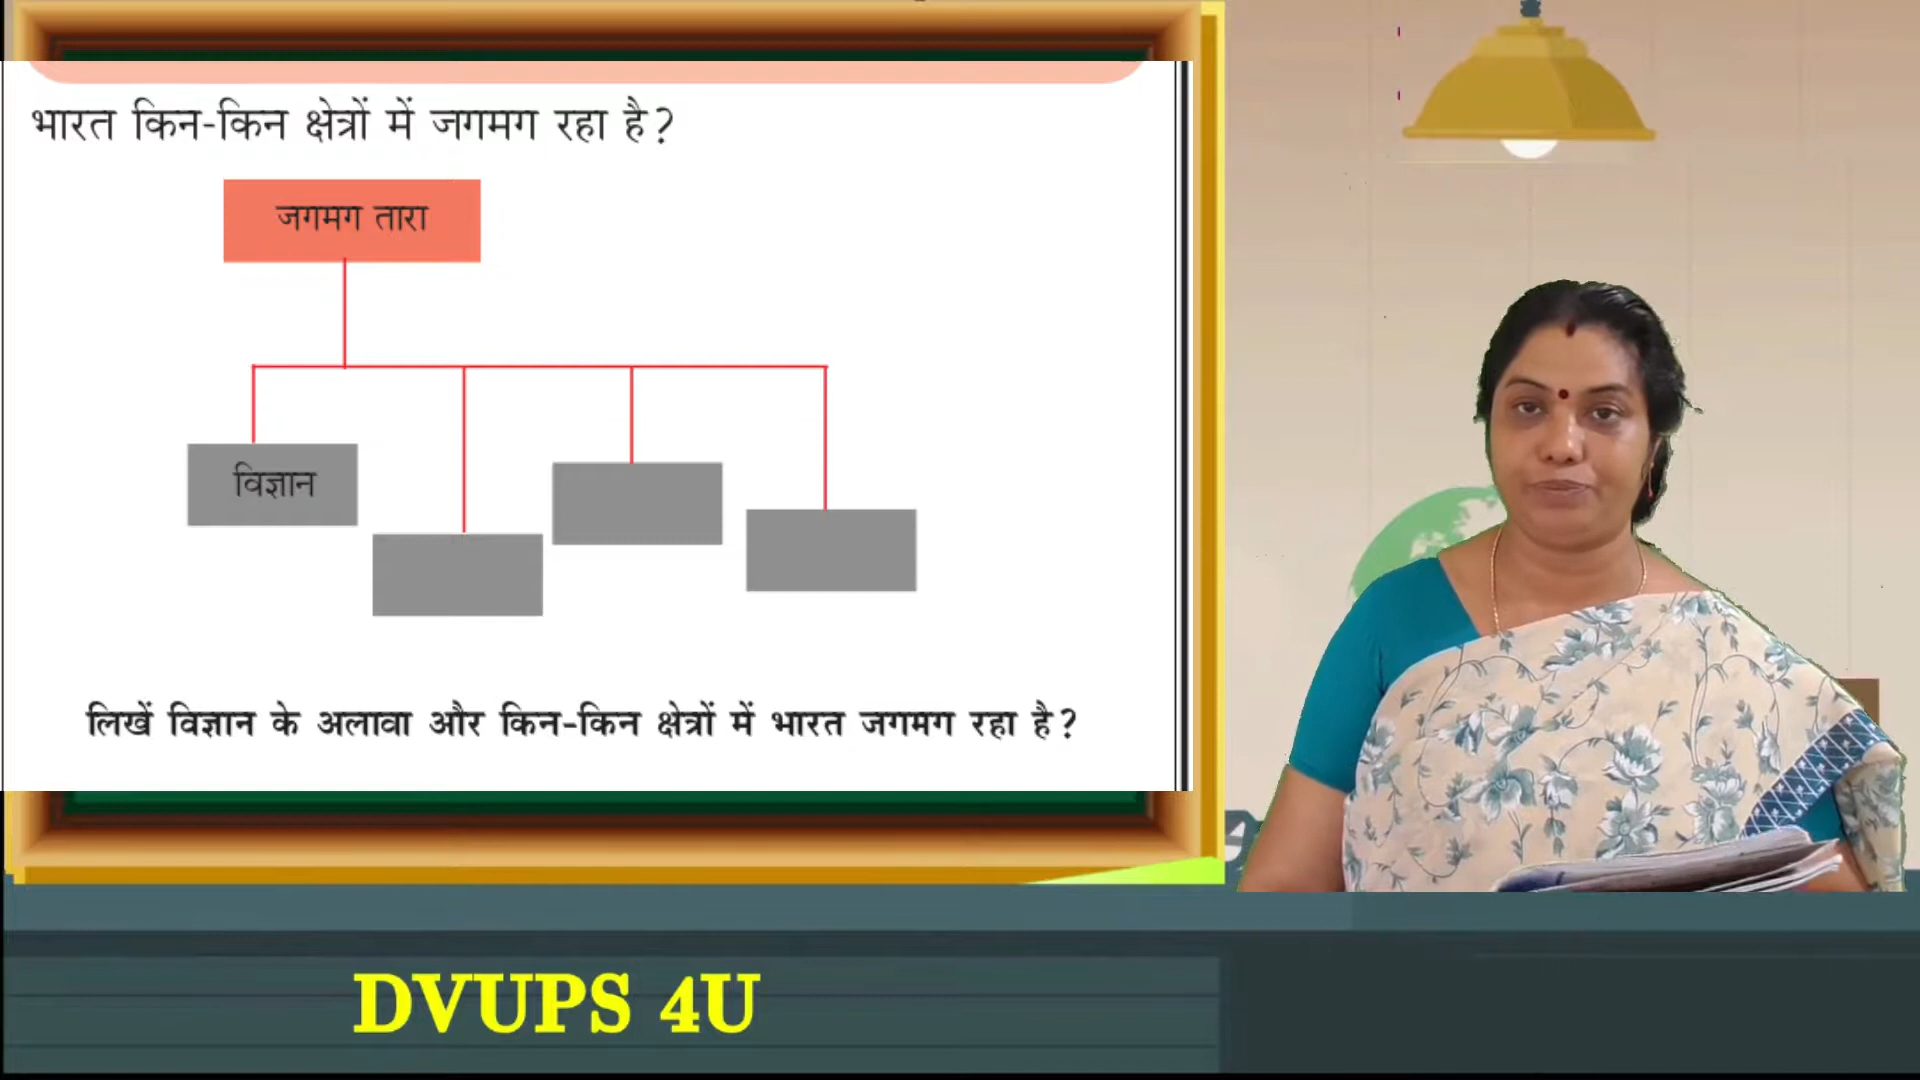 भारत किन-किन क्षेत्रों में जगमग रहा है?
जगमग तारा
विज्ञान
लिखें विज्ञान के अलावा और किन-किन क्षेत्रों में भारत जगमग रहा है?
DVUPS 4U